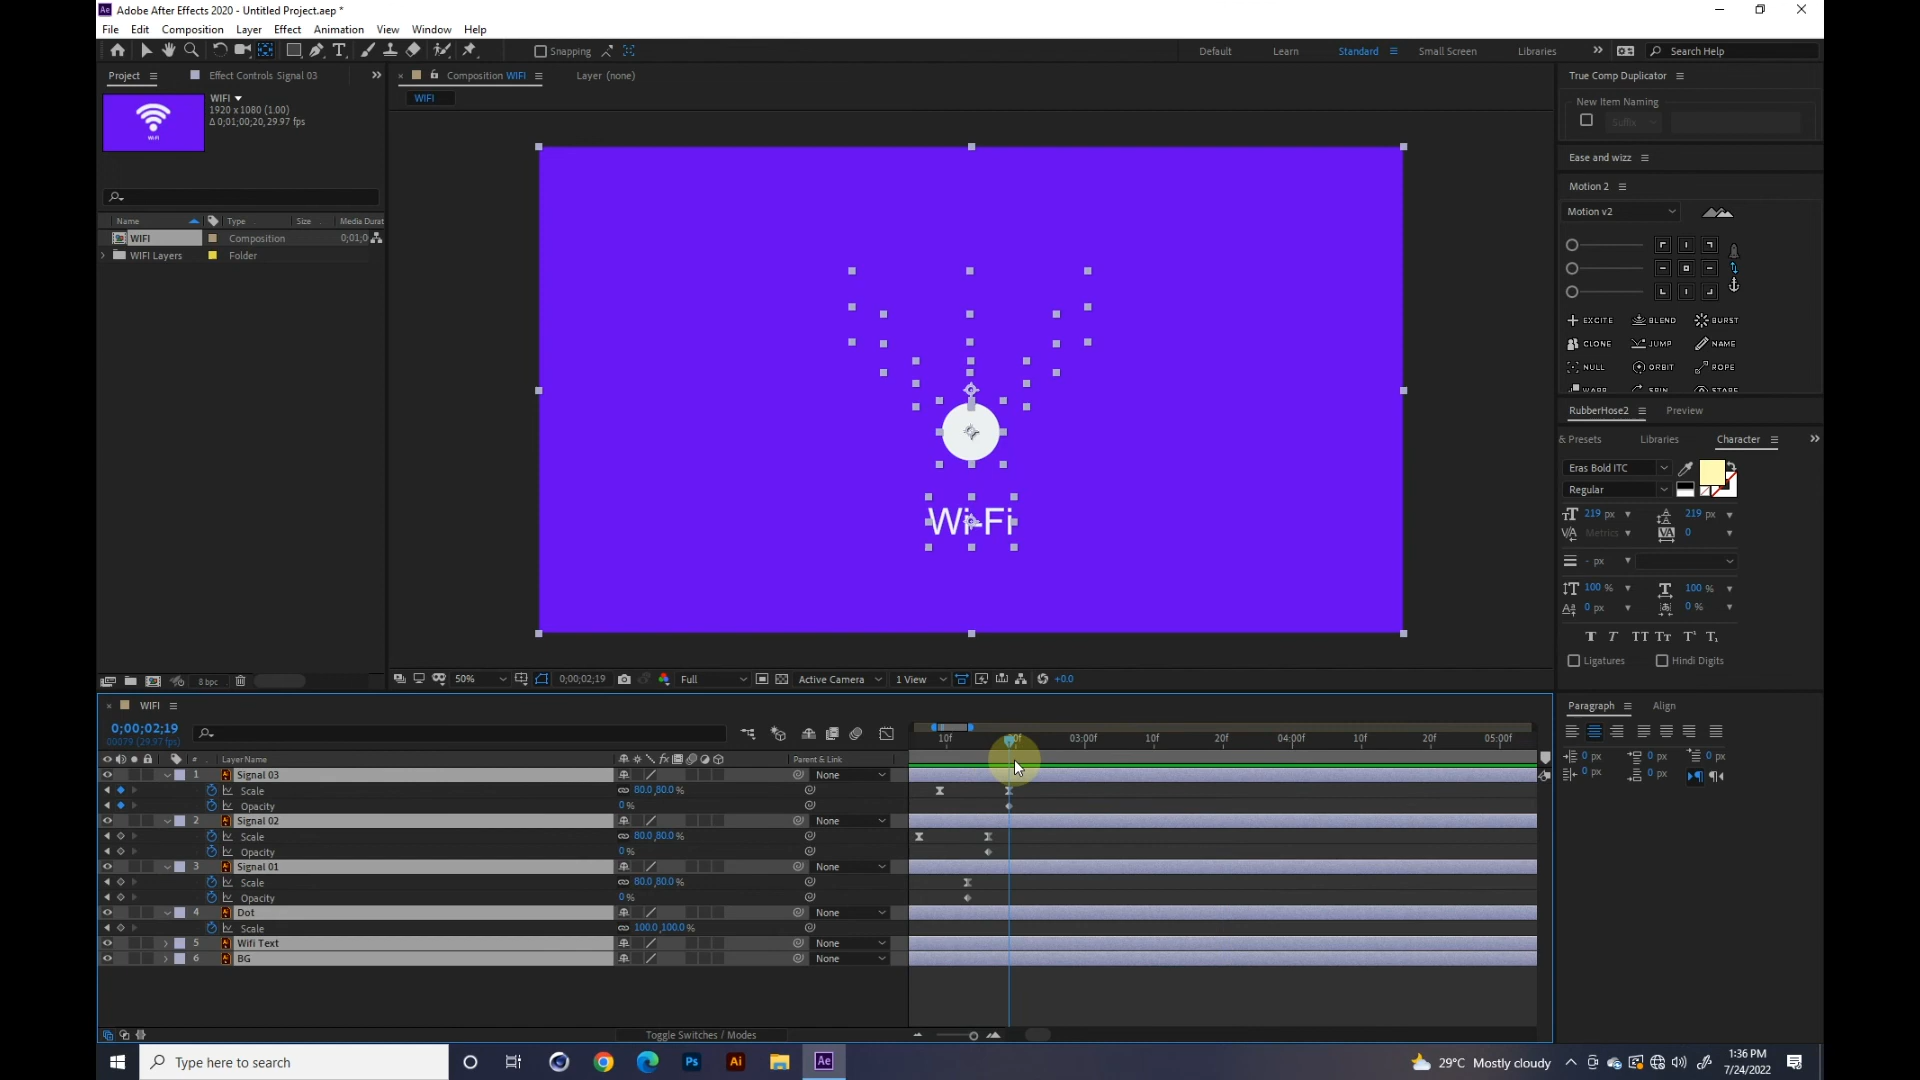 Adobe After Effects 2020 - Untitled Project.aep *
File Edit Composition Layer Effect Animation View Window Help
Snapping
Default Learn Standard Small Screen Libraries Search Help
Project Effect Controls Signal 03
Composition WIFI Layer (none)
True Comp Duplicator
WIFI
1920 x 1080 (1.00)
Δ 0;01;00;20, 29.97 fps
WIFI
New Item Naming
Suffix
Ease and wizz
Motion 2
Motion v2
Name Type Size Media Durat
WIFI Composition 0;01;0
WIFI Layers Folder
EXCITE BLEND BURST
CLONE JUMP NAME
NULL ORBIT ROPE
WARP SPIN STARE
Wi-Fi
RubberHose2 Preview
& Presets Libraries Character
Eras Bold ITC
Regular
219 px 219 px
Metrics 0
- px
100 % 100 %
0 px 0 %
Ligatures Hindi Digits
8 bpc
50% 0;00;02;19 Full Active Camera 1 View +0.0
WIFI
Paragraph Align
0;00;02;19
00079 (29.97 fps)
10f 03:00f 10f 20f 04:00f 10f 20f 05:00f
# Layer Name Parent & Link
0 px 0 px 0 px
0 px 0 px
1 Signal 03 None
Scale 80.0,80.0 %
Opacity 0 %
2 Signal 02 None
Scale 80.0,80.0 %
Opacity 0 %
3 Signal 01 None
Scale 80.0,80.0 %
Opacity 0 %
4 Dot None
Scale 100.0,100.0 %
5 Wifi Text None
6 BG None
Toggle Switches / Modes
Type here to search
29°C Mostly cloudy
1:36 PM
7/24/2022